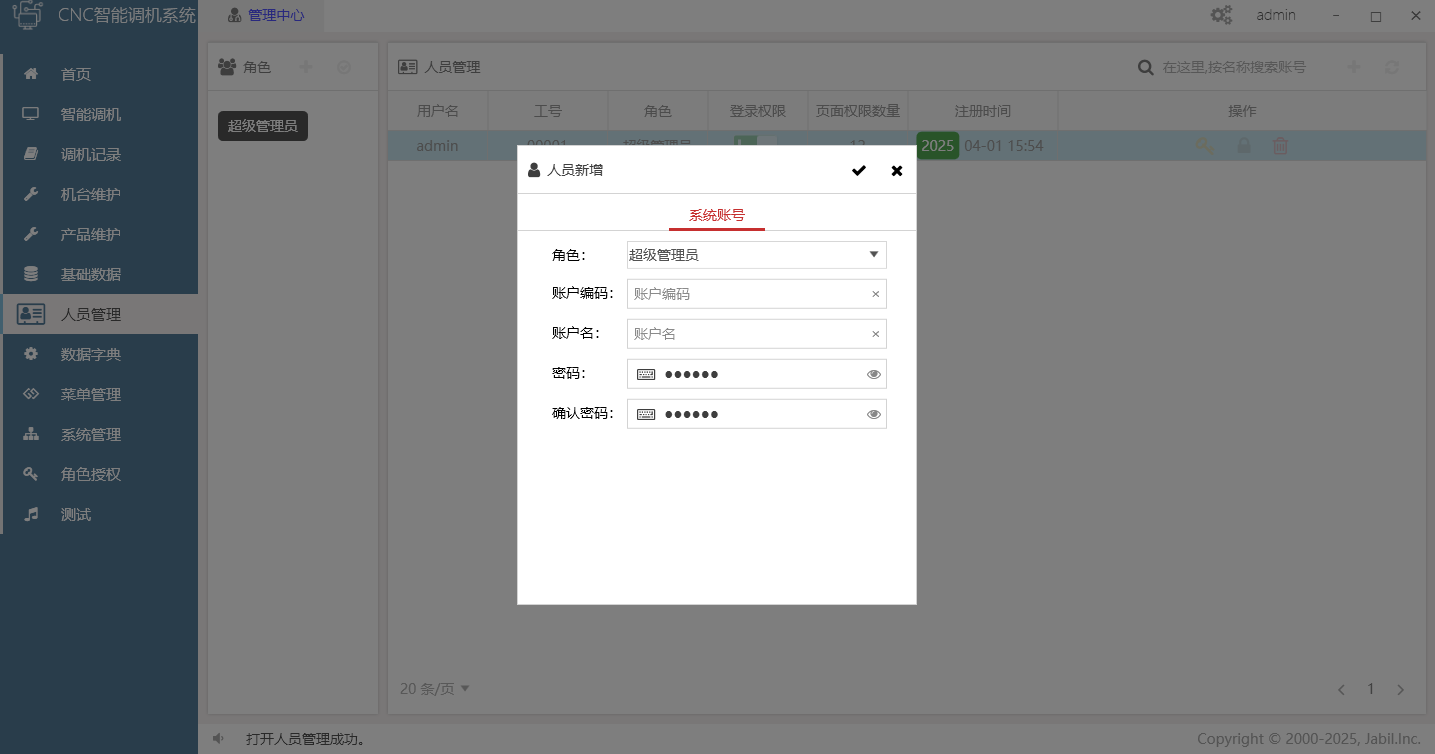 CNC智能调机系统
管理中心
admin
首页
智能调机
调机记录
机台维护
产品维护
基础数据
人员管理
数据字典
菜单管理
系统管理
角色授权
测试
角色
超级管理员
人员管理
在这里,按名称搜索账号
用户名 工号 角色 登录权限 页面权限数量 注册时间 操作
admin 00001 超级管理员 2025 04-01 15:54
人员新增
系统账号
角色： 超级管理员
账户编码： 账户编码
账户名： 账户名
密码： ●●●●●●
确认密码： ●●●●●●
20 条/页
1
打开人员管理成功。
Copyright © 2000-2025, Jabil.Inc.